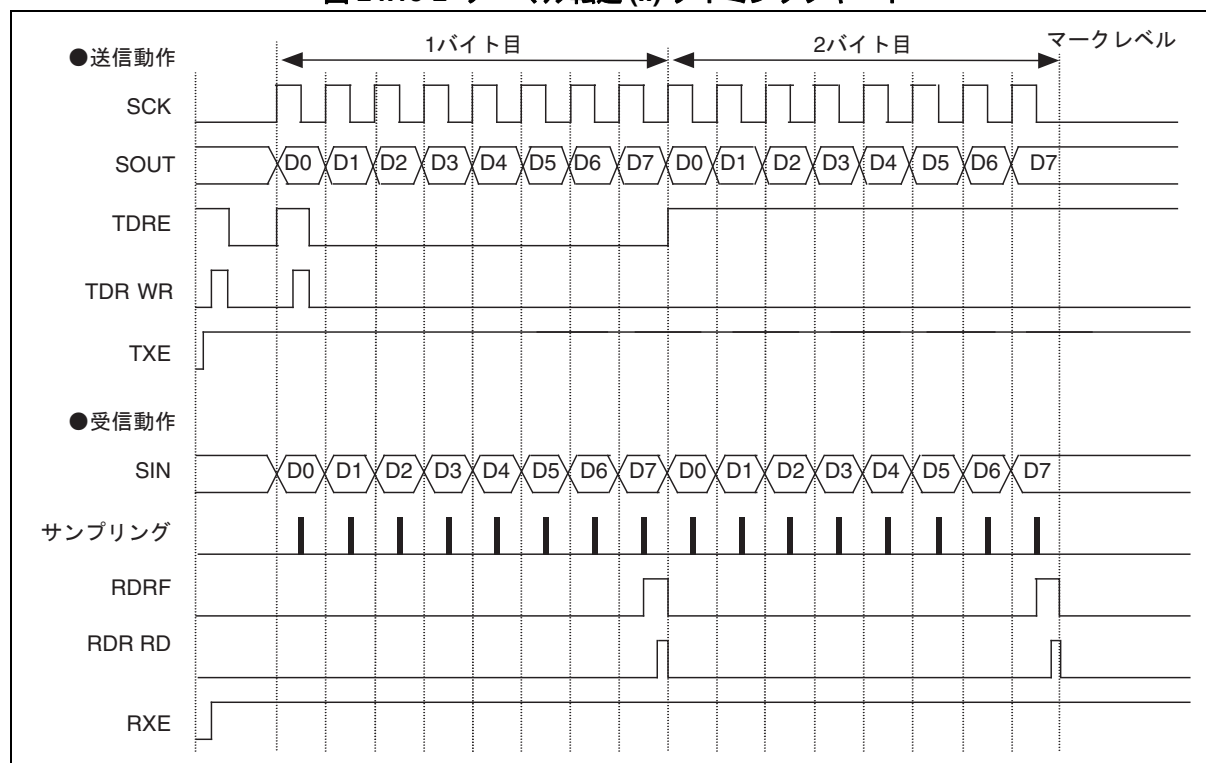 1バイト目 2バイト目 マークレベル
●送信動作
SCK
SOUT D0 D1 D2 D3 D4 D5 D6 D7 D0 D1 D2 D3 D4 D5 D6 D7
TDRE
TDR WR
TXE
●受信動作
SIN D0 D1 D2 D3 D4 D5 D6 D7 D0 D1 D2 D3 D4 D5 D6 D7
サンプリング
RDRF
RDR RD
RXE